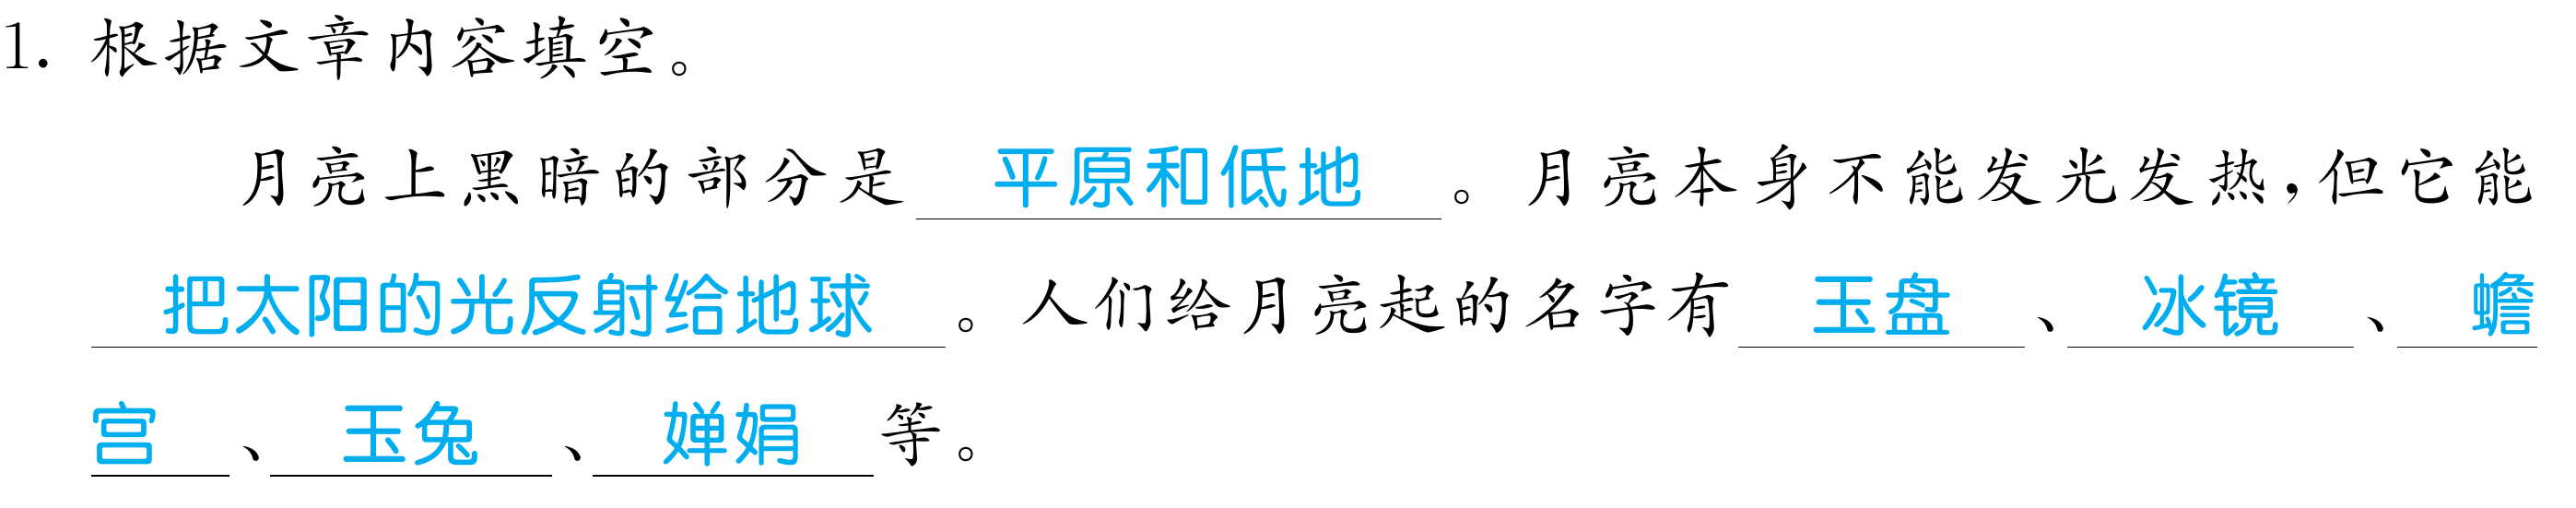 1. 根据文章内容填空。
月亮上黑暗的部分是 平原和低地 。月亮本身不能发光发热,但它能
把太阳的光反射给地球 。人们给月亮起的名字有 玉盘 、 冰镜 、 蟾
宫 、 玉兔 、 婵娟 等。